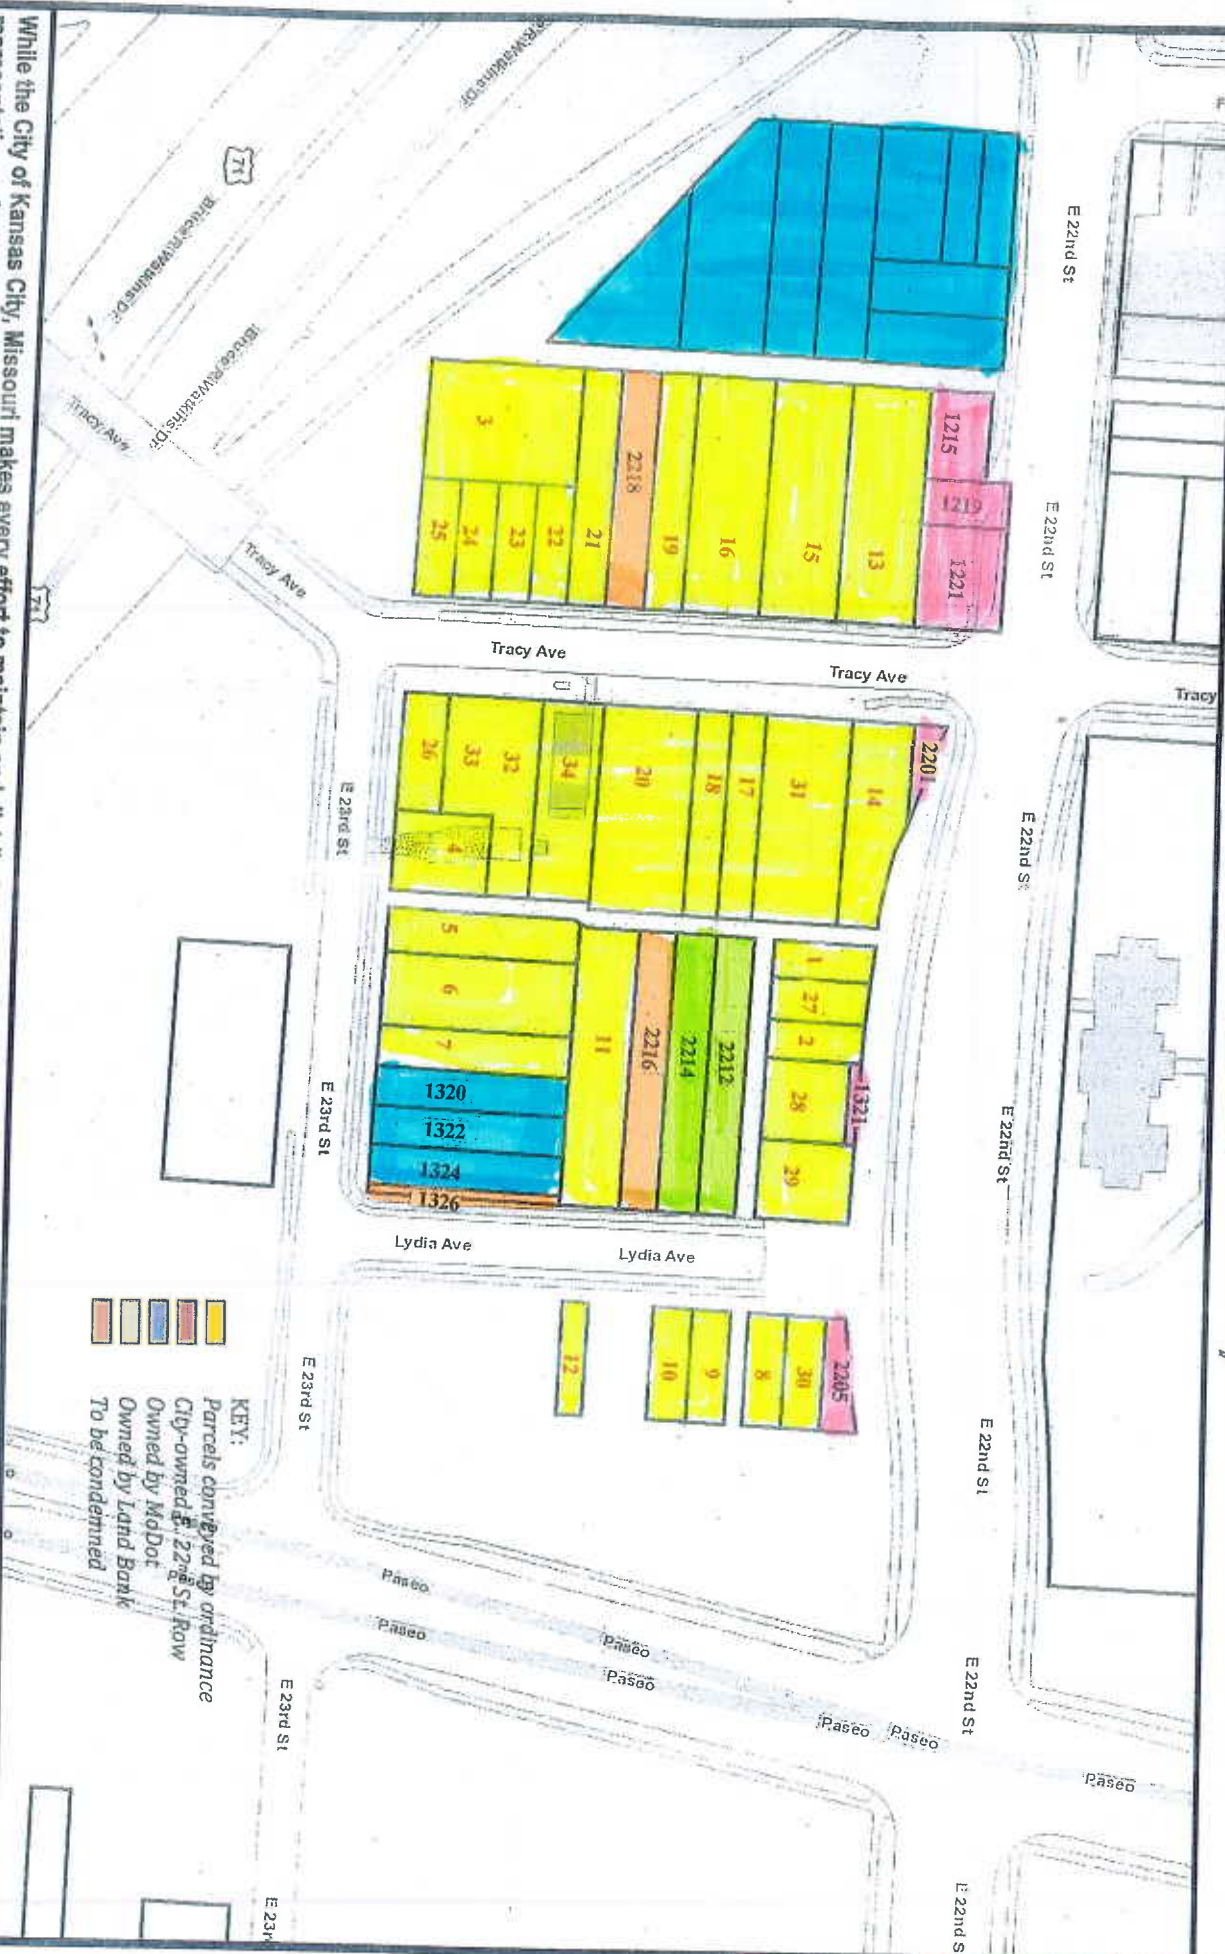 E 22nd St
E 22nd St
E 22nd St
E 22nd St
E 22nd St
E 22nd St
E 22nd S
Tracy
71
71
Bruce R Watkins Dr
Bruce R Watkins Dr
R Watkins Dr
Tracy Ave
Tracy Ave
Tracy Ave
Tracy Ave
1215
1219
1221
13
15
16
19
2218
21
22
23
24
25
3
2201
14
31
17
18
20
34
32
33
26
4
1
27
2
28
1321
29
2212
2214
2216
11
5
6
7
1320
1322
1324
1326
Lydia Ave
Lydia Ave
2205
30
8
9
10
12
E 23rd St
E 23rd St
E 23rd St
E 23rd St
E 23r
Paseo
Paseo
Paseo
Paseo
Paseo
Paseo
Paseo
Paseo
KEY:
Parcels conveyed by ordinance
City-owned E. 22nd St. Row
Owned by MoDot
Owned by Land Bank
To be condemned
While the City of Kansas City, Missouri makes every effort to maintain